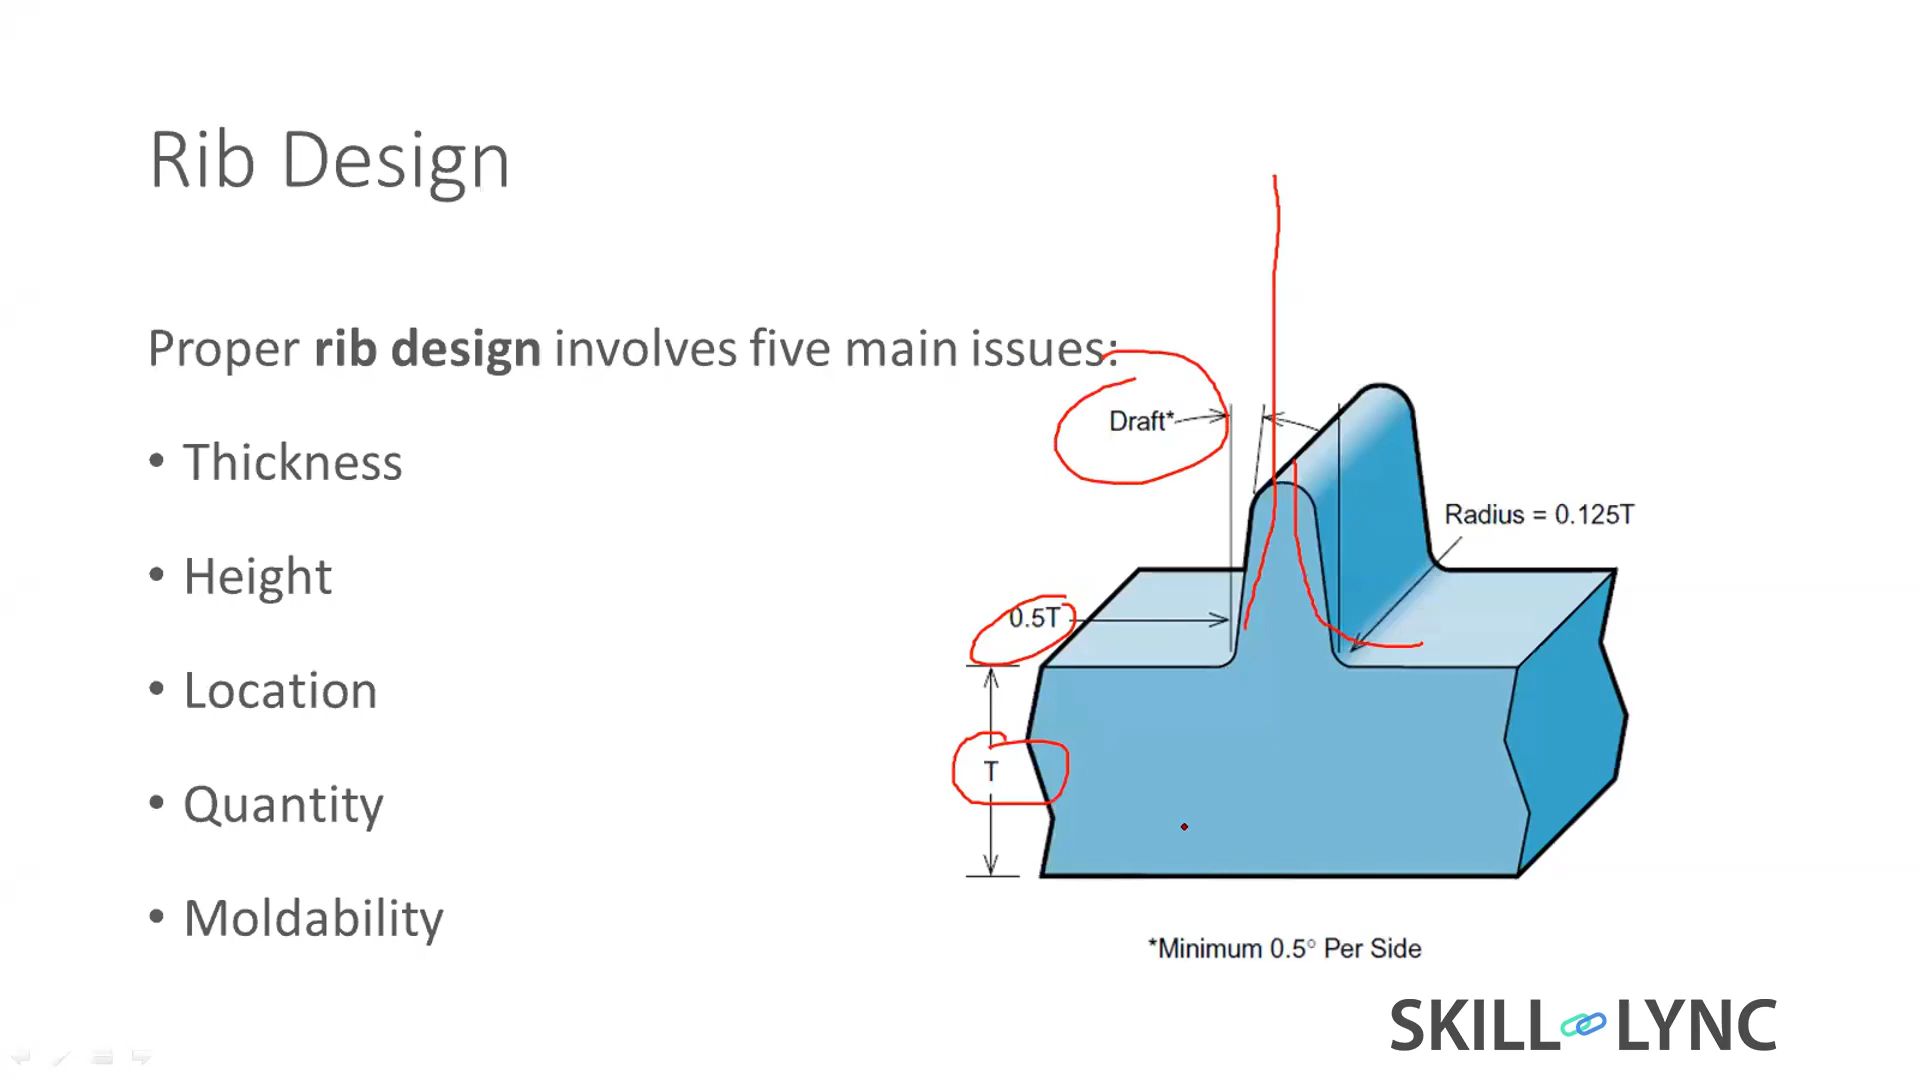 Rib Design
Proper rib design involves five main issues:
• Thickness
• Height
• Location
• Quantity
• Moldability
Draft*
Radius = 0.125T
0.5T
T
*Minimum 0.5° Per Side
SKILL LYNC